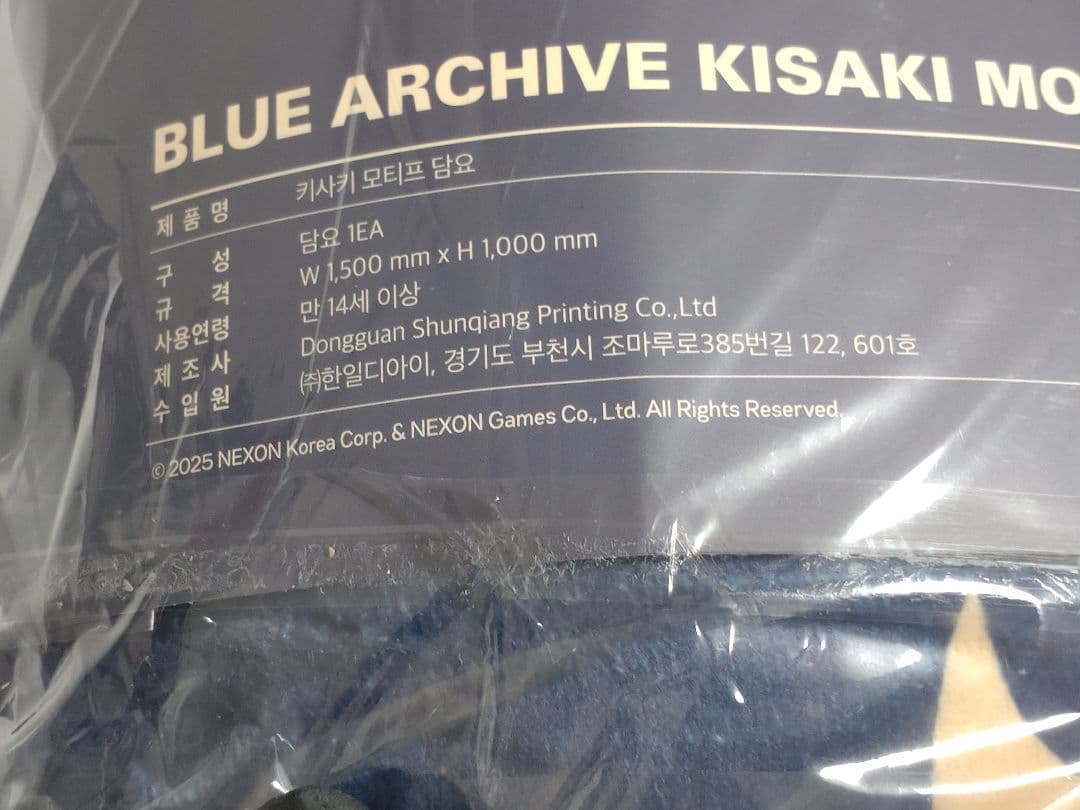 BLUE ARCHIVE KISAKI MO
제 품 명 키사키 모티프 담요
구 성 담요 1EA
규 격 W 1,500 mm x H 1,000 mm
사용연령 만 14세 이상
제 조 사 Dongguan Shunqiang Printing Co.,Ltd
수 입 원 ㈜한일디아이, 경기도 부천시 조마루로385번길 122, 601호
© 2025 NEXON Korea Corp. & NEXON Games Co., Ltd. All Rights Reserved.